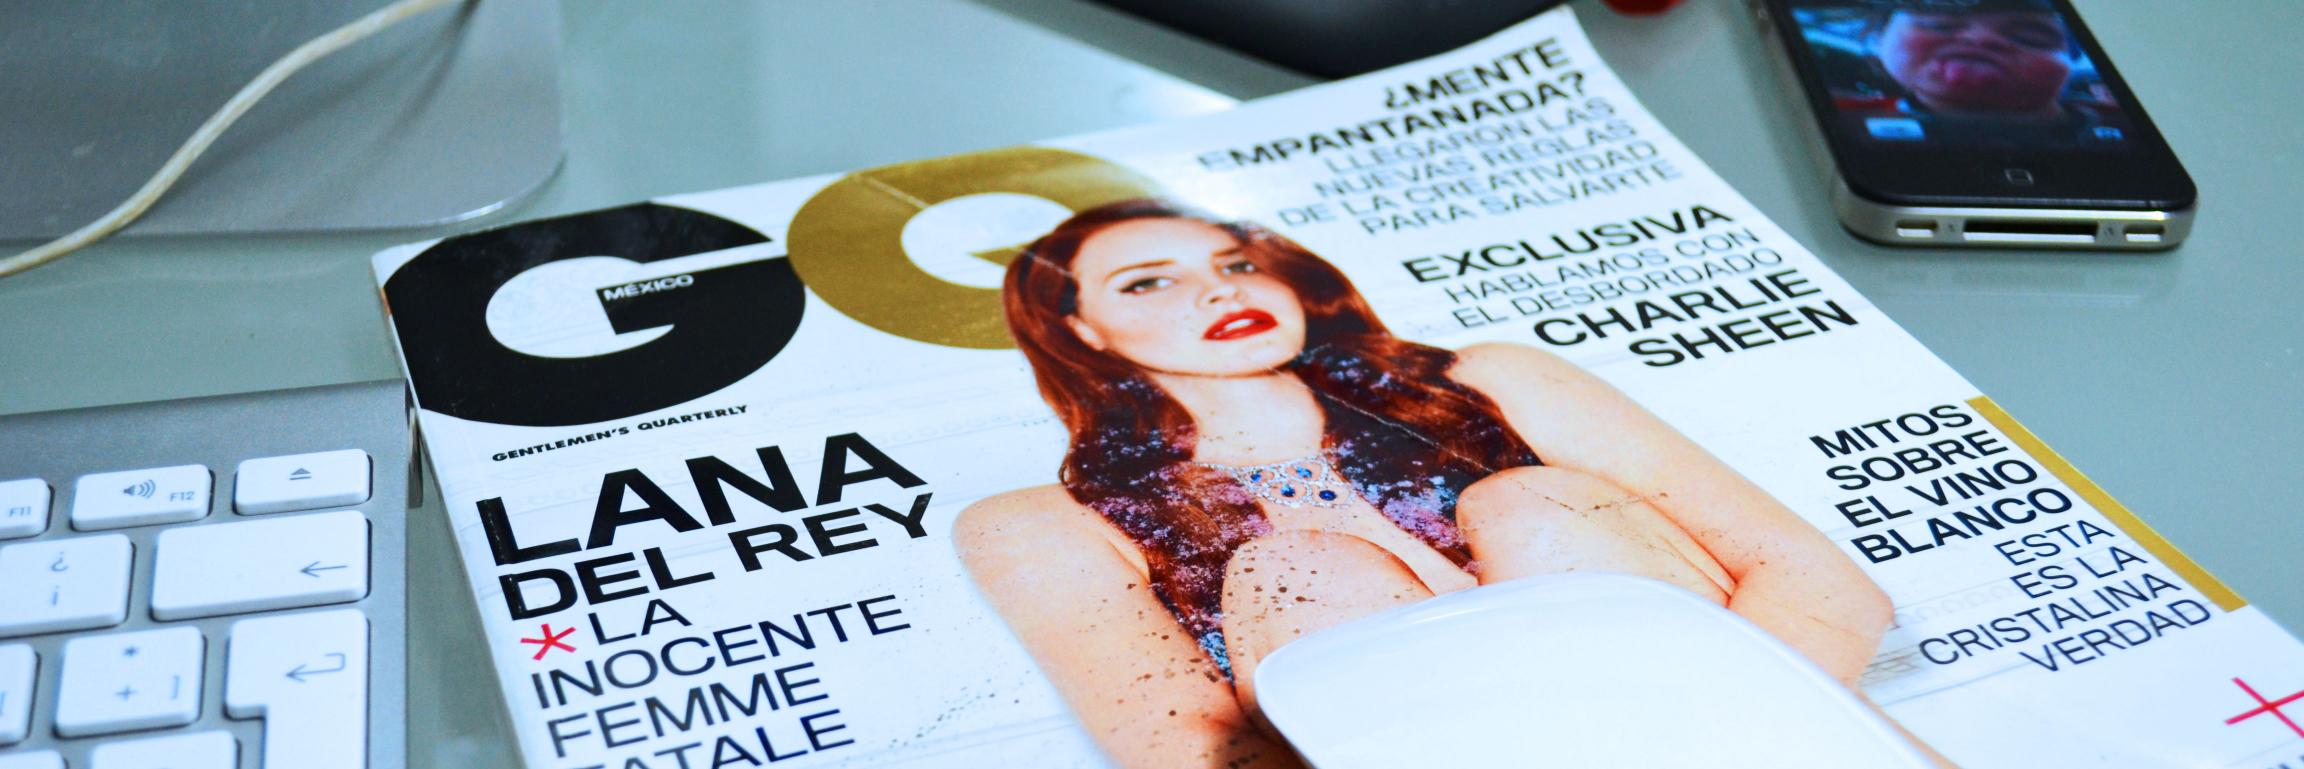 GQ
MÉXICO
GENTLEMEN'S QUARTERLY
LANA
DEL REY
*LA
INOCENTE
FEMME
FATALE
¿MENTE
EMPANTANADA?
LLEGARON LAS
NUEVAS REGLAS
DE LA CREATIVIDAD
PARA SALVARTE
EXCLUSIVA
HABLAMOS CON
EL DESBORDADO
CHARLIE
SHEEN
MITOS
SOBRE
EL VINO
BLANCO
ESTA
ES LA
CRISTALINA
VERDAD
+
F11
F12
¿
¡
*
+ ]